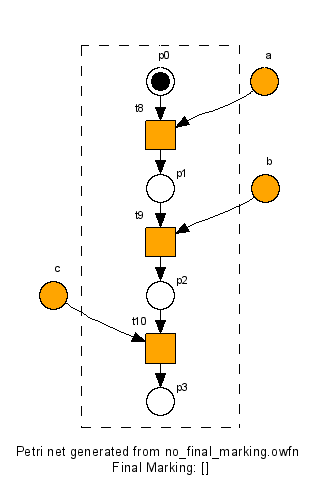 p0
a
t8
p1
b
t9
p2
c
t10
p3
Petri net generated from no_final_marking.owfn
Final Marking: []